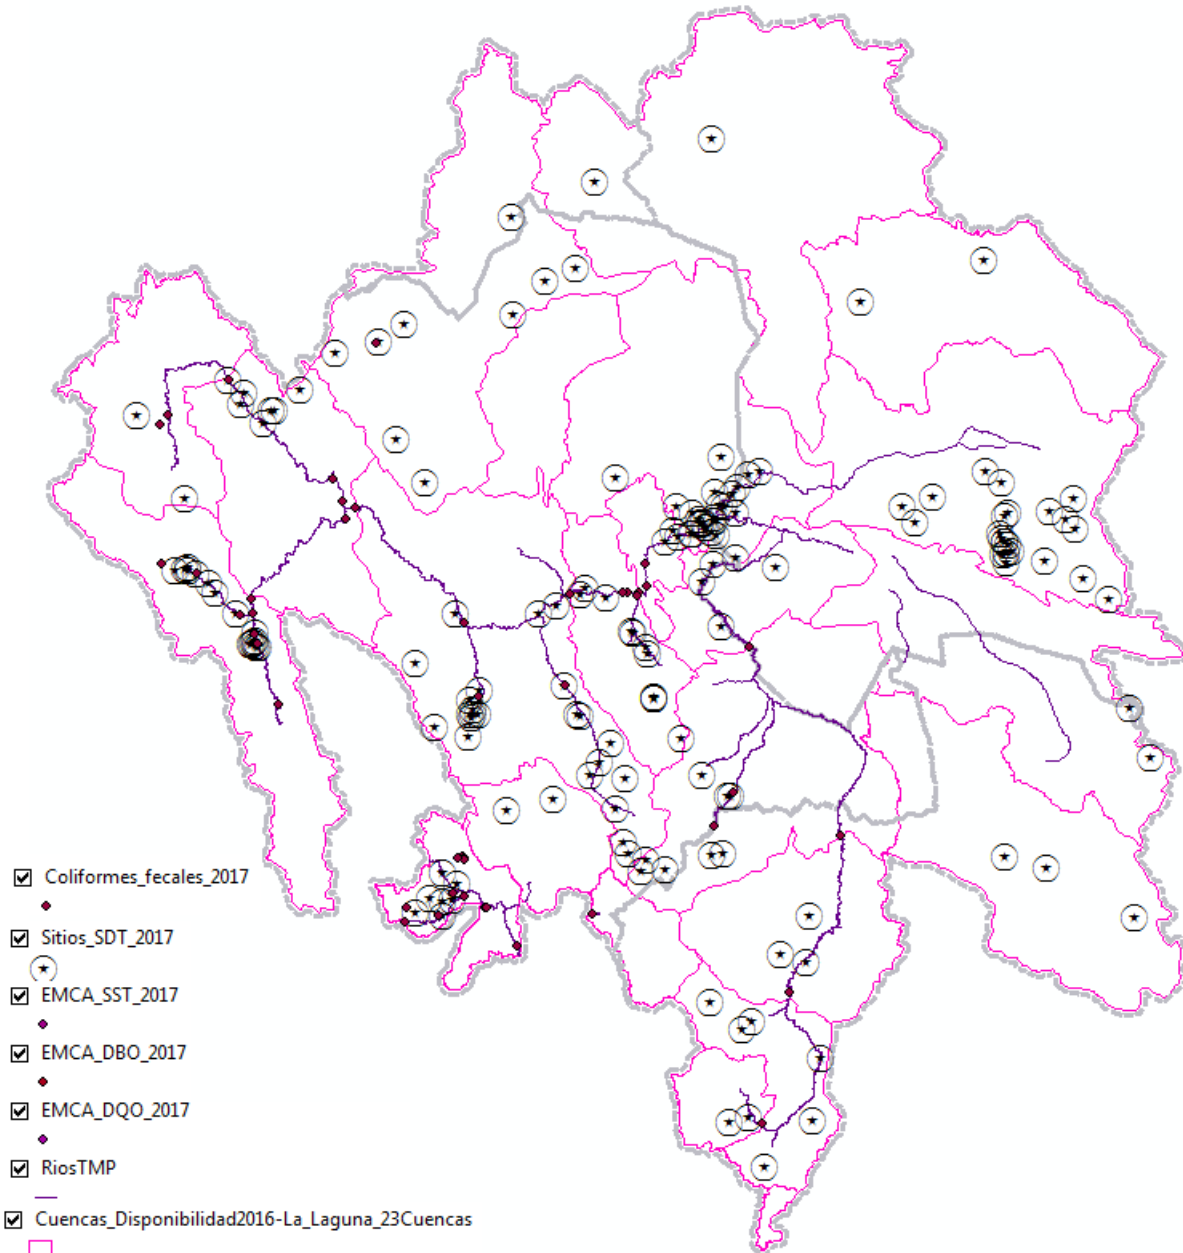 Coliformes_fecales_2017
Sitios_SDT_2017
EMCA_SST_2017
EMCA_DBO_2017
EMCA_DQO_2017
RiosTMP
Cuencas_Disponibilidad2016-La_Laguna_23Cuencas